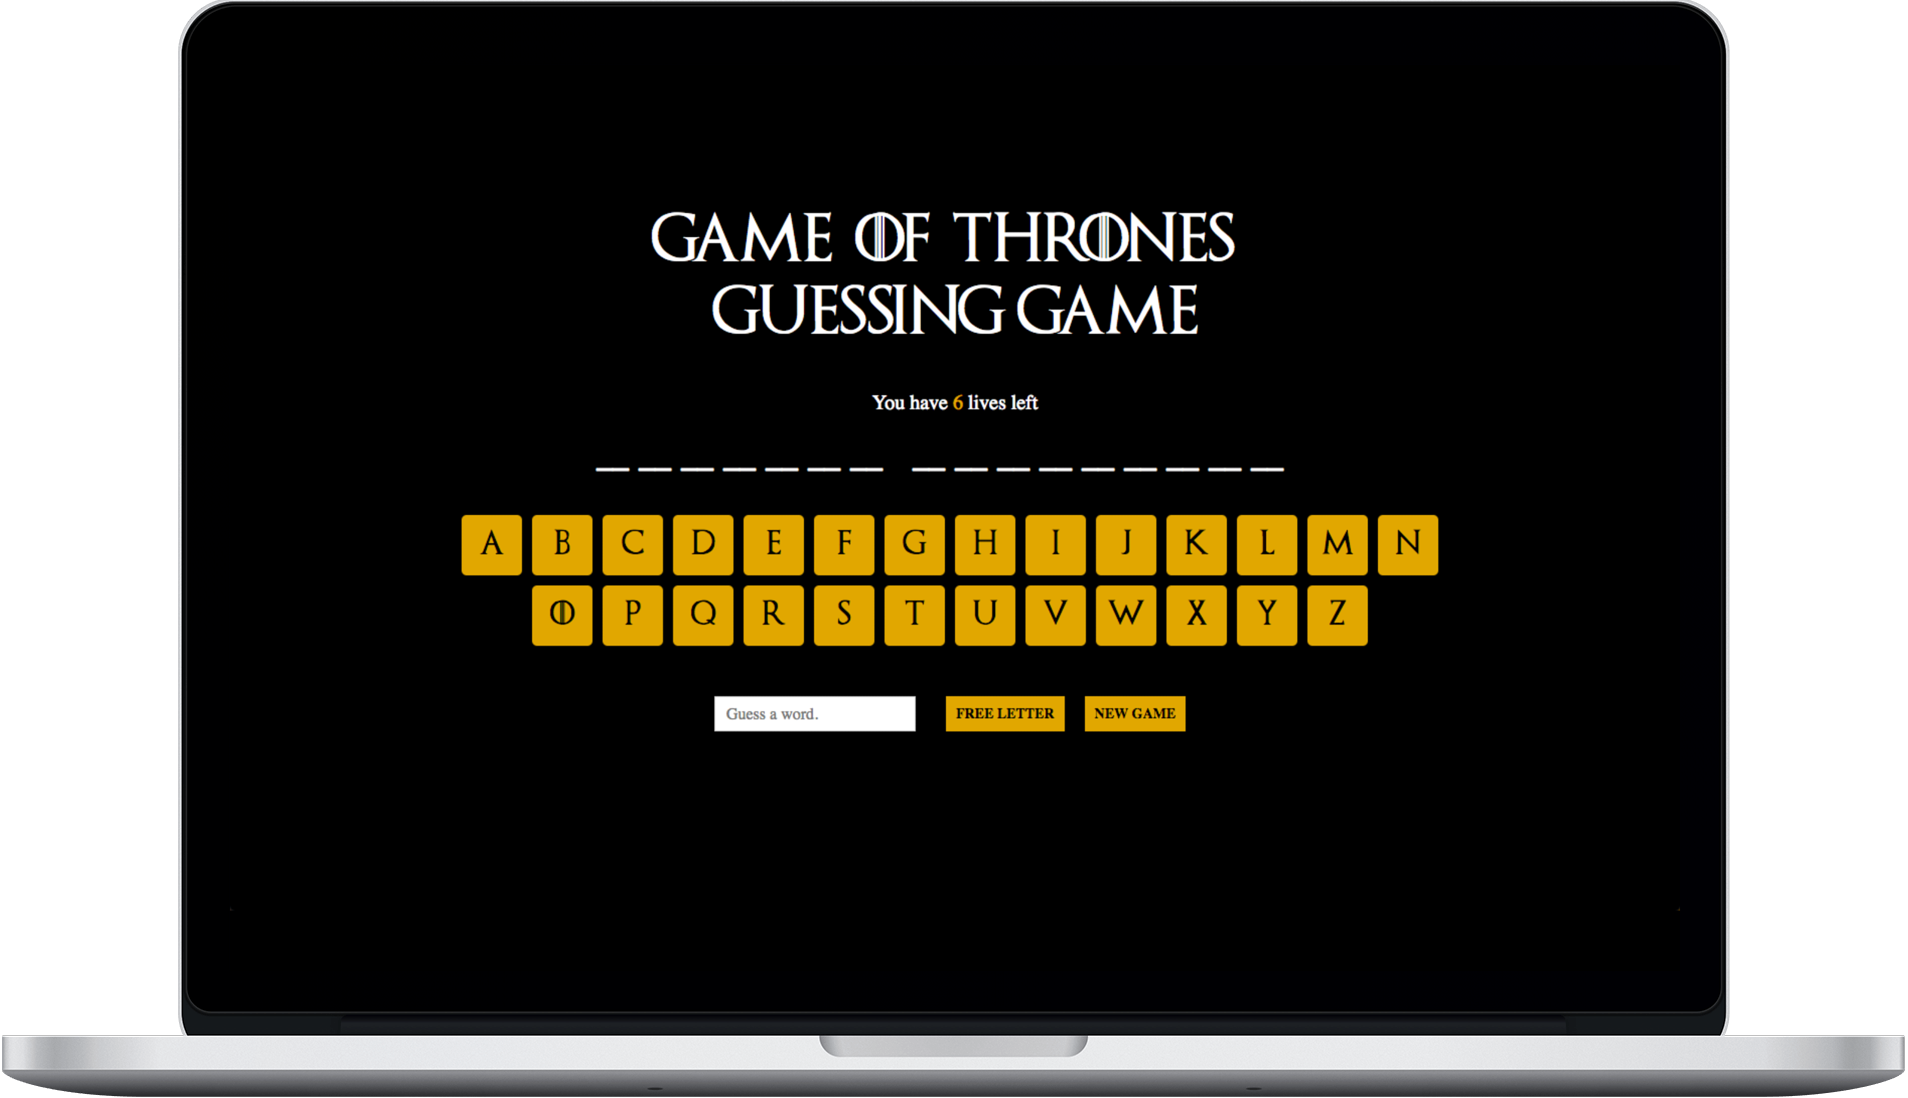 GAME OF THRONES
GUESSING GAME
You have 6 lives left
_ _ _ _ _ _ _  _ _ _ _ _ _ _ _ _
A B C D E F G H I J K L M N
O P Q R S T U V W X Y Z
Guess a word. FREE LETTER NEW GAME